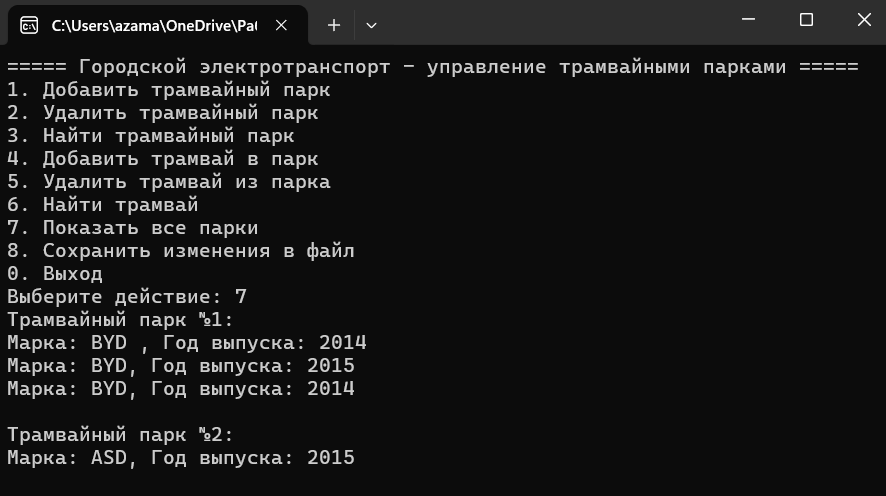 C:\Users\azama\OneDrive\Ра
===== Городской электротранспорт - управление трамвайными парками =====
1. Добавить трамвайный парк
2. Удалить трамвайный парк
3. Найти трамвайный парк
4. Добавить трамвай в парк
5. Удалить трамвай из парка
6. Найти трамвай
7. Показать все парки
8. Сохранить изменения в файл
0. Выход
Выберите действие: 7
Трамвайный парк №1:
Марка: BYD , Год выпуска: 2014
Марка: BYD, Год выпуска: 2015
Марка: BYD, Год выпуска: 2014
Трамвайный парк №2:
Марка: ASD, Год выпуска: 2015